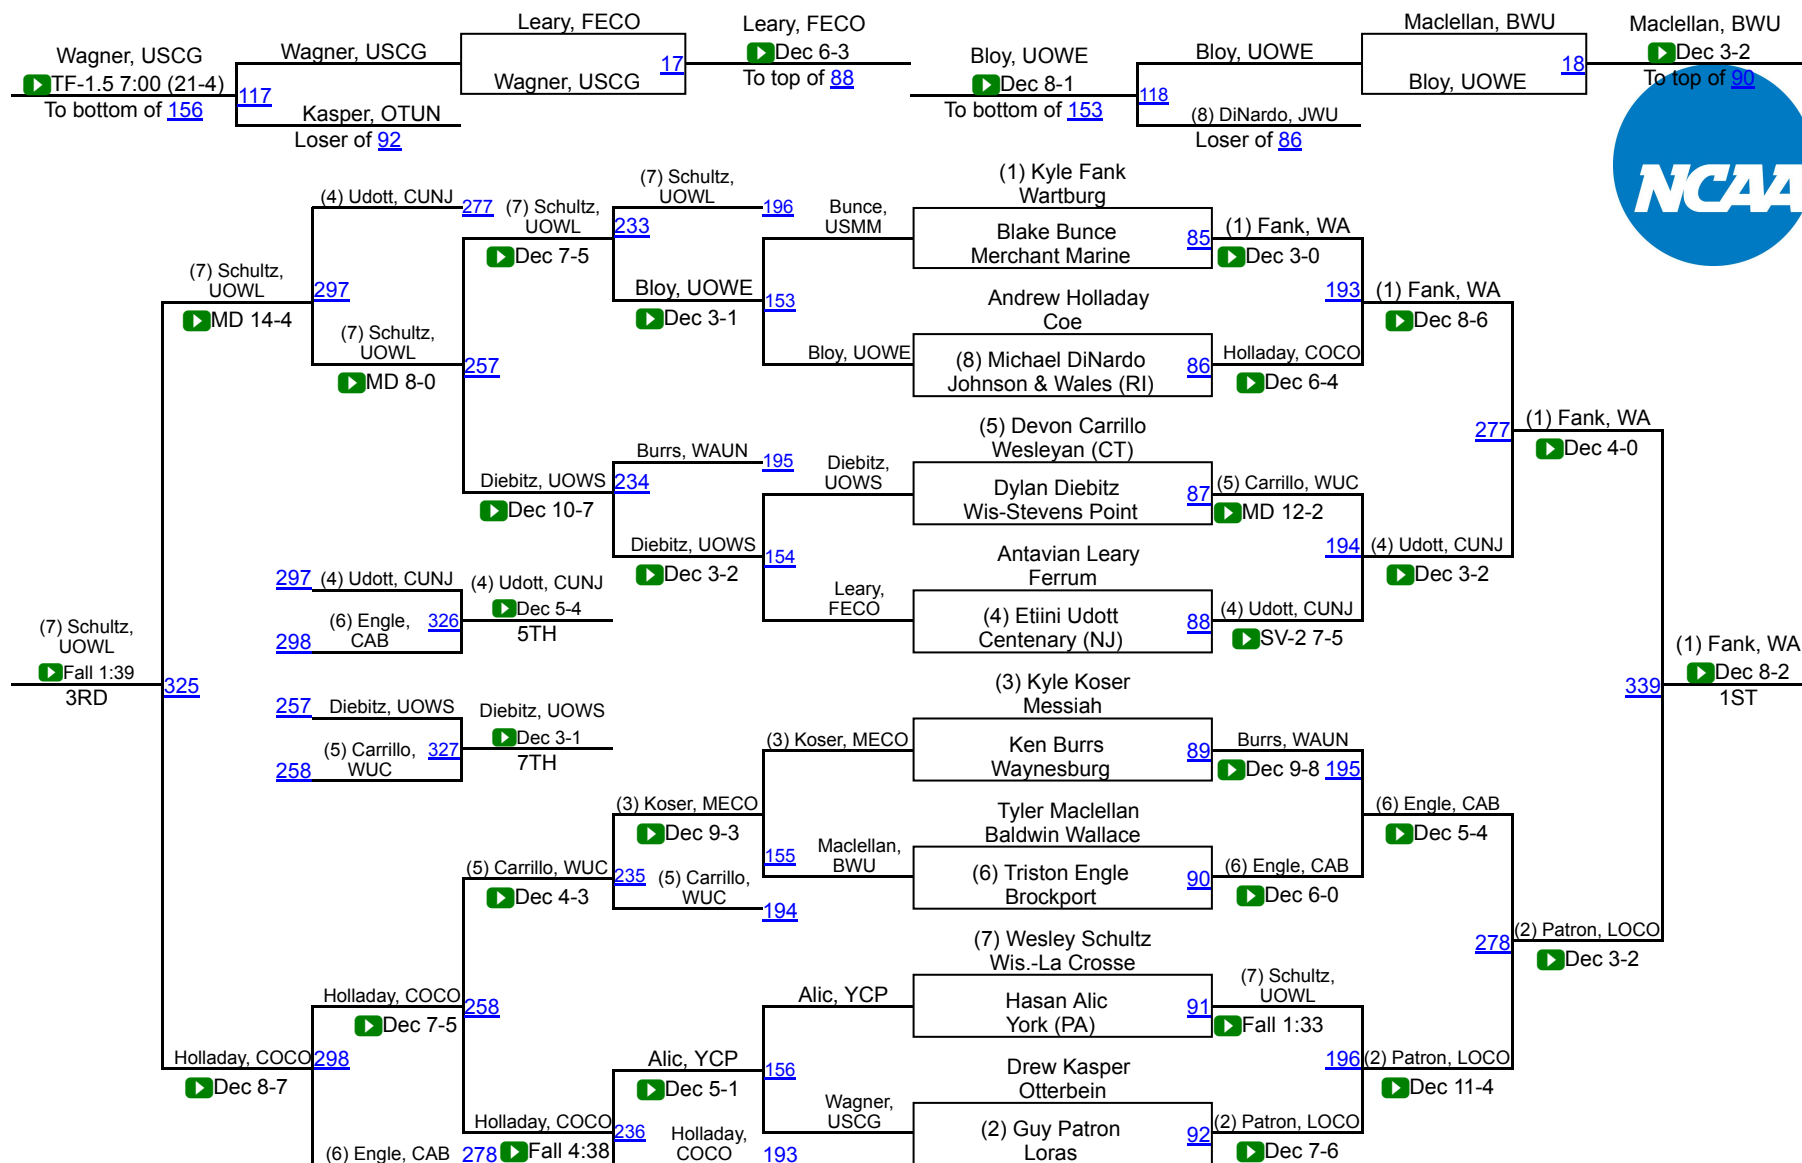 Leary, FECO
Leary, FECO
Maclellan, BWU
Maclellan, BWU
Wagner, USCG
Wagner, USCG
Dec 6-3
Bloy, UOWE
Bloy, UOWE
Dec 3-2
TF-1.5 7:00 (21-4)
117
Wagner, USCG
17
To top of 88
Dec 8-1
118
Bloy, UOWE
18
To top of 90
To bottom of 156
Kasper, OTUN
To bottom of 153
(8) DiNardo, JWU
Loser of 92
Loser of 86
NCAA
(4) Udott, CUNJ
277
(7) Schultz,
UOWL
(7) Schultz,
UOWL
196
233
Bunce,
USMM
(1) Kyle Fank
Wartburg
Blake Bunce
Merchant Marine
85
(1) Fank, WA
Dec 3-0
Dec 7-5
(7) Schultz,
UOWL
297
MD 14-4
Bloy, UOWE
153
Dec 3-1
Andrew Holladay
Coe
193
(1) Fank, WA
Dec 8-6
(7) Schultz,
UOWL
257
MD 8-0
Bloy, UOWE
(8) Michael DiNardo
Johnson & Wales (RI)
86
Holladay, COCO
Dec 6-4
(5) Devon Carrillo
Wesleyan (CT)
277
(1) Fank, WA
Dec 4-0
Burrs, WAUN
195
Diebitz, UOWS
234
Dec 10-7
Diebitz,
UOWS
Dylan Diebitz
Wis-Stevens Point
87
(5) Carrillo, WUC
MD 12-2
Diebitz, UOWS
154
Dec 3-2
Antavian Leary
Ferrum
194
(4) Udott, CUNJ
Dec 3-2
297
(4) Udott, CUNJ
(4) Udott, CUNJ
Dec 5-4
5TH
(6) Engle,
CAB
326
298
Leary,
FECO
(4) Etiini Udott
Centenary (NJ)
88
(4) Udott, CUNJ
SV-2 7-5
(7) Schultz,
UOWL
Fall 1:39
3RD
325
(1) Fank, WA
Dec 8-2
1ST
339
257
Diebitz, UOWS
Diebitz, UOWS
Dec 3-1
7TH
(5) Carrillo,
WUC
327
258
(3) Kyle Koser
Messiah
(3) Koser, MECO
Ken Burrs
Waynesburg
89
Burrs, WAUN
Dec 9-8
195
(3) Koser, MECO
Dec 9-3
155
Tyler Maclellan
Baldwin Wallace
(6) Engle, CAB
Dec 5-4
(5) Carrillo, WUC
235
Dec 4-3
(5) Carrillo,
WUC
194
Maclellan,
BWU
(6) Triston Engle
Brockport
90
(6) Engle, CAB
Dec 6-0
(7) Wesley Schultz
Wis.-La Crosse
278
(2) Patron, LOCO
Dec 3-2
Holladay, COCO
258
Dec 7-5
Alic, YCP
Hasan Alic
York (PA)
91
(7) Schultz,
UOWL
Fall 1:33
Holladay, COCO
298
Dec 8-7
Alic, YCP
156
Dec 5-1
Drew Kasper
Otterbein
196
(2) Patron, LOCO
Dec 11-4
(6) Engle, CAB
278
Holladay, COCO
236
Fall 4:38
Holladay,
COCO
193
Wagner,
USCG
(2) Guy Patron
Loras
92
(2) Patron, LOCO
Dec 7-6